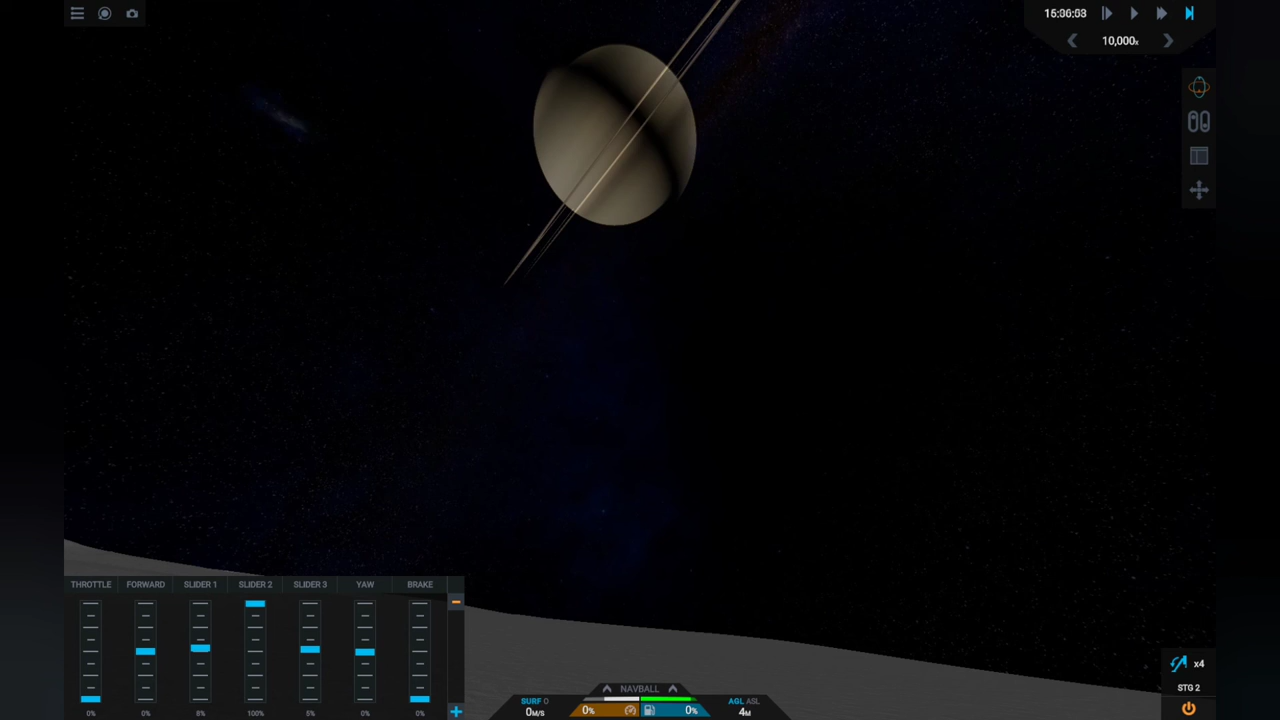 15:06:03
10,000x
THROTTLE FORWARD SLIDER 1 SLIDER 2 SLIDER 3 YAW BRAKE
0% 0% 8% 100% 5% 0% 0%
NAVBALL
SURF O
0M/S
0%
0%
AGL ASL
4M
x4
STG 2